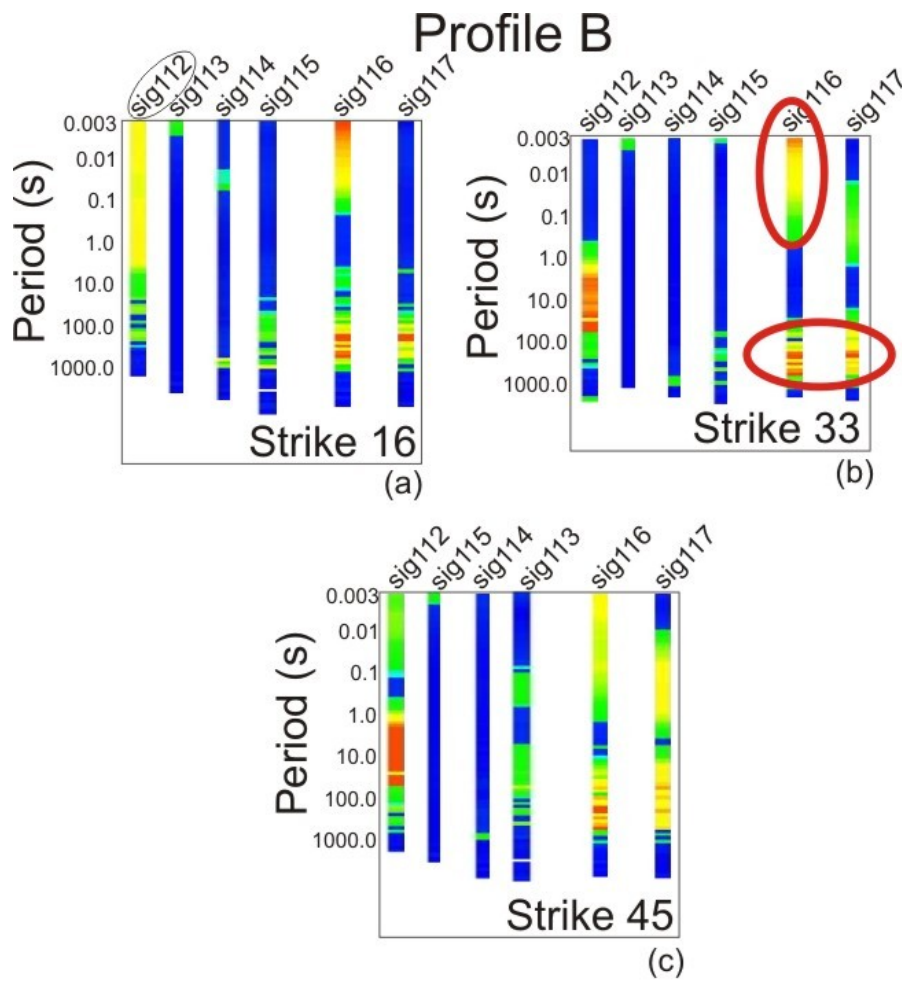 Profile B
sig112 sig113 sig114 sig115 sig116 sig117
Period (s)
0.003
0.01
0.1
1.0
10.0
100.0
1000.0
Strike 16
(a)
sig112 sig113 sig114 sig115 sig116 sig117
Period (s)
0.003
0.01
0.1
1.0
10.0
100.0
1000.0
Strike 33
(b)
sig112 sig115 sig114 sig113 sig116 sig117
Period (s)
0.003
0.01
0.1
1.0
10.0
100.0
1000.0
Strike 45
(c)